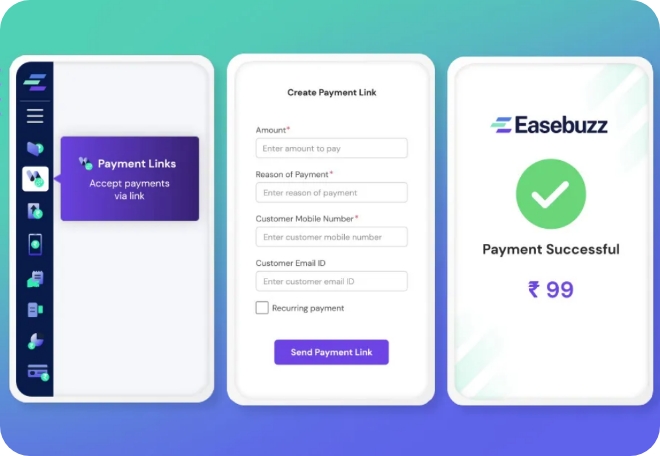 Payment Links
Accept payments
via link
Create Payment Link
Amount*
Enter amount to pay
Reason of Payment*
Enter reason of payment
Customer Mobile Number*
Enter customer mobile number
Customer Email ID
Enter customer email ID
Recurring payment
Send Payment Link
Easebuzz
Payment Successful
₹ 99